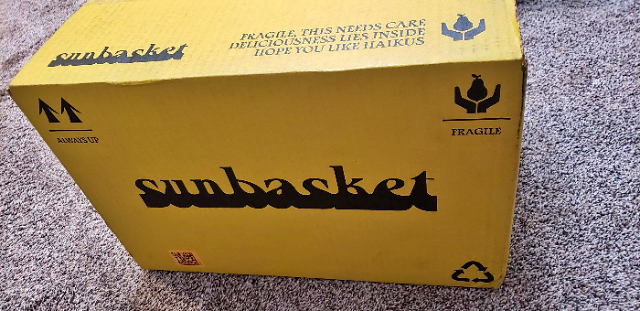 sunbasket
FRAGILE, THIS NEEDS CARE
DELICIOUSNESS LIES INSIDE
HOPE YOU LIKE HAIKUS
ALWAYS UP
FRAGILE
sunbasket